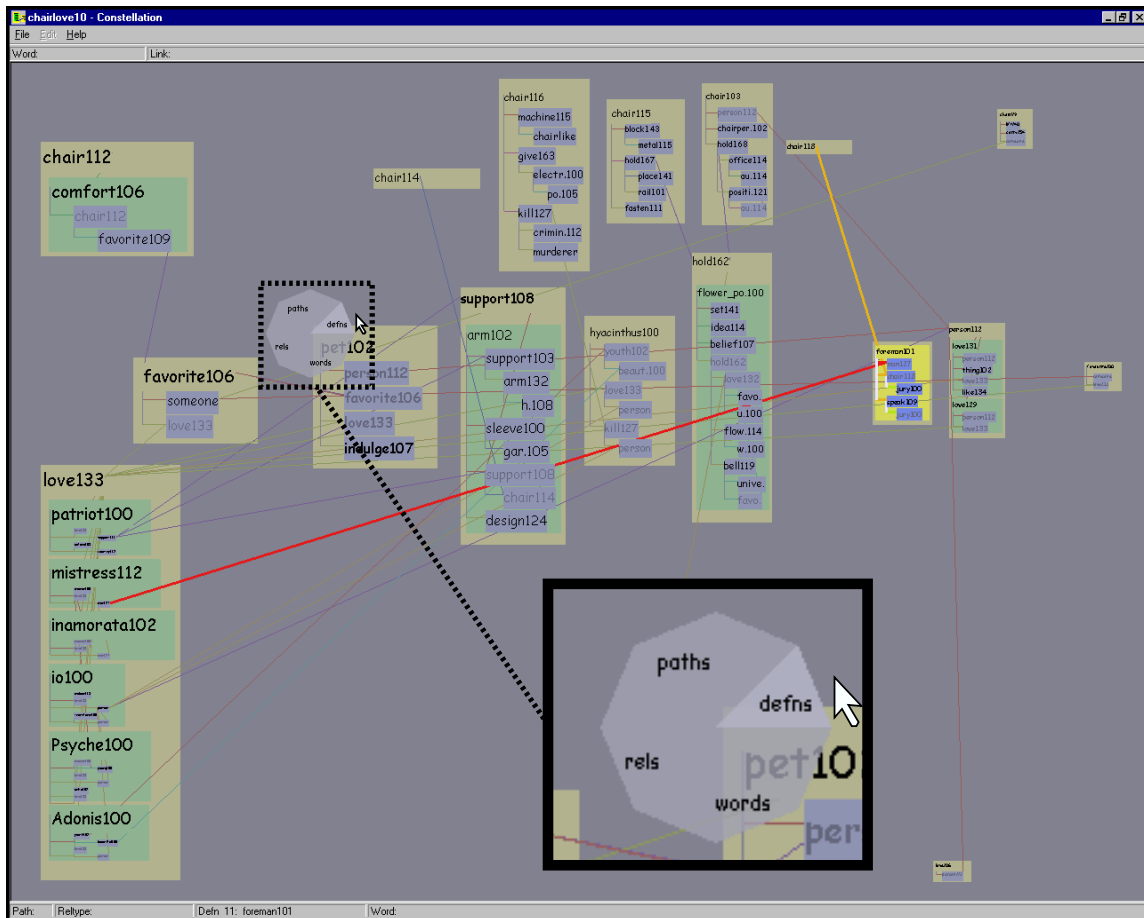 chairlove10 - Constellation
File Edit Help
Word: Link:
chair112
comfort106
chair112
favorite109
chair114
chair116
machine115
chairlike
give163
electr.100
po.105
kill127
crimin.112
murderer
chair115
block143
metal115
hold167
place141
rail101
fasten111
chair103
person112
chairper.102
hold168
office114
au.114
positi.121
au.114
chair118
paths
defns
rels
words
pet102
person112
favorite106
love133
indulge107
favorite106
someone
love133
support108
arm102
support103
arm132
h.108
sleeve100
gar.105
support108
chair114
design124
hyacinthus100
youth102
beaut.100
love133
person
kill127
person
hold162
flower_po.100
set141
idea114
belief107
hold162
love132
favo.
u.100
flow.114
w.100
bell119
unive.
favo.
foreman101
man127
chair112
jury100
speak109
jury100
person112
love131
person112
thing102
love133
like134
love129
person112
love133
love133
patriot100
mistress112
inamorata102
io100
Psyche100
Adonis100
paths
defns
rels
pet10
words
per
Path: Reltype: Defn 11: foreman101 Word: